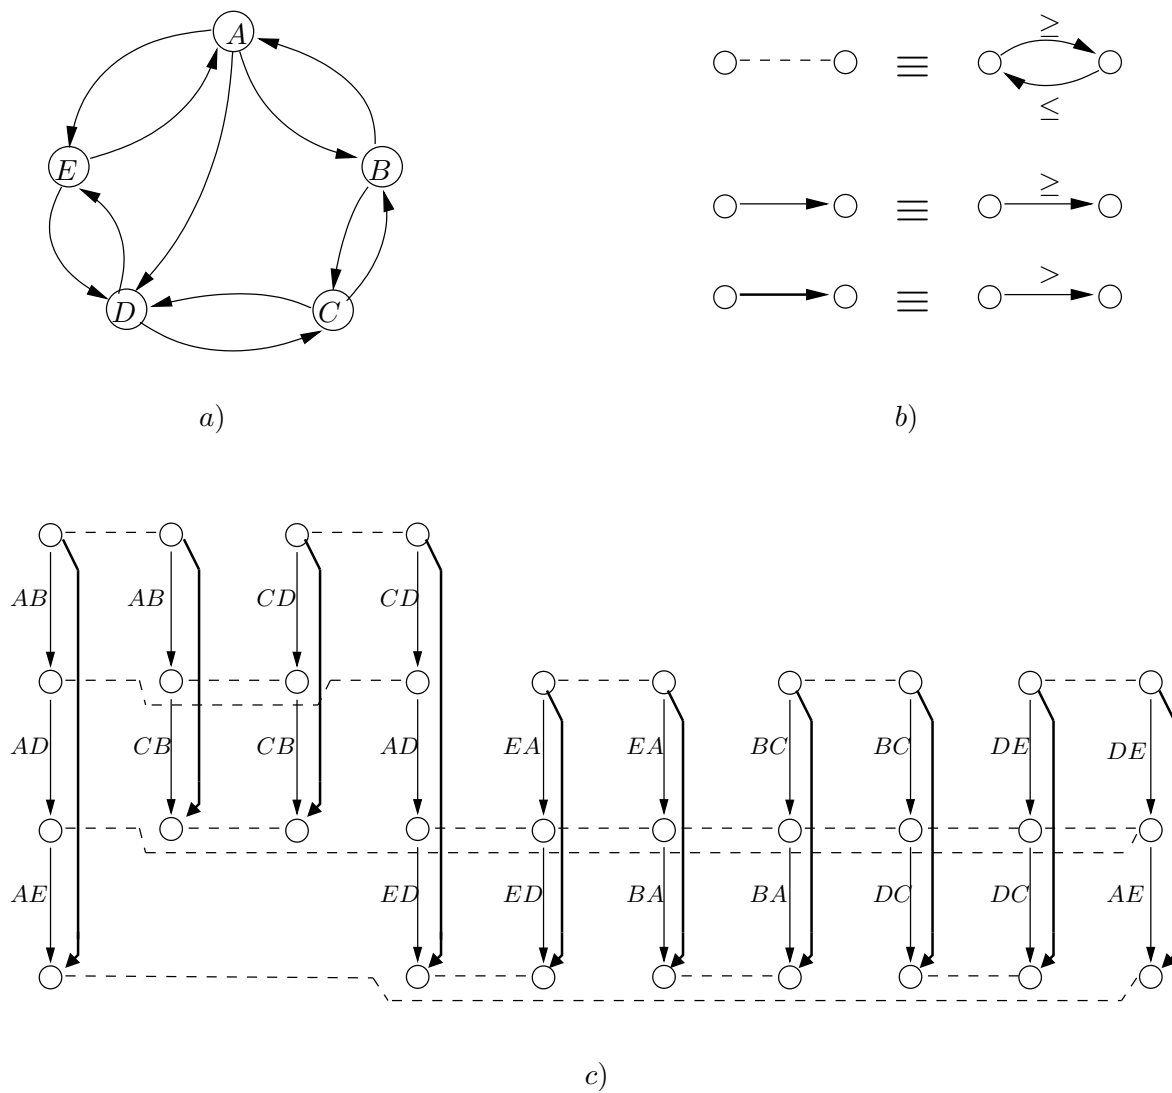 A
E
B
D
C
a)
≡
≥
≤
≡
≥
≡
>
b)
AB AB CD CD
AD CB CB AD EA EA BC BC DE DE
AE ED ED BA BA DC DC AE
c)